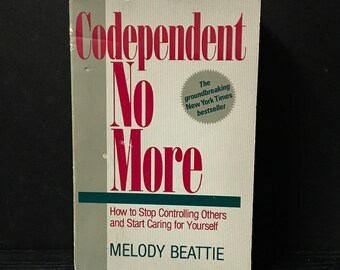 Codependent
No
More
The
groundbreaking
New York Times
bestseller
How to Stop Controlling Others
and Start Caring for Yourself
MELODY BEATTIE